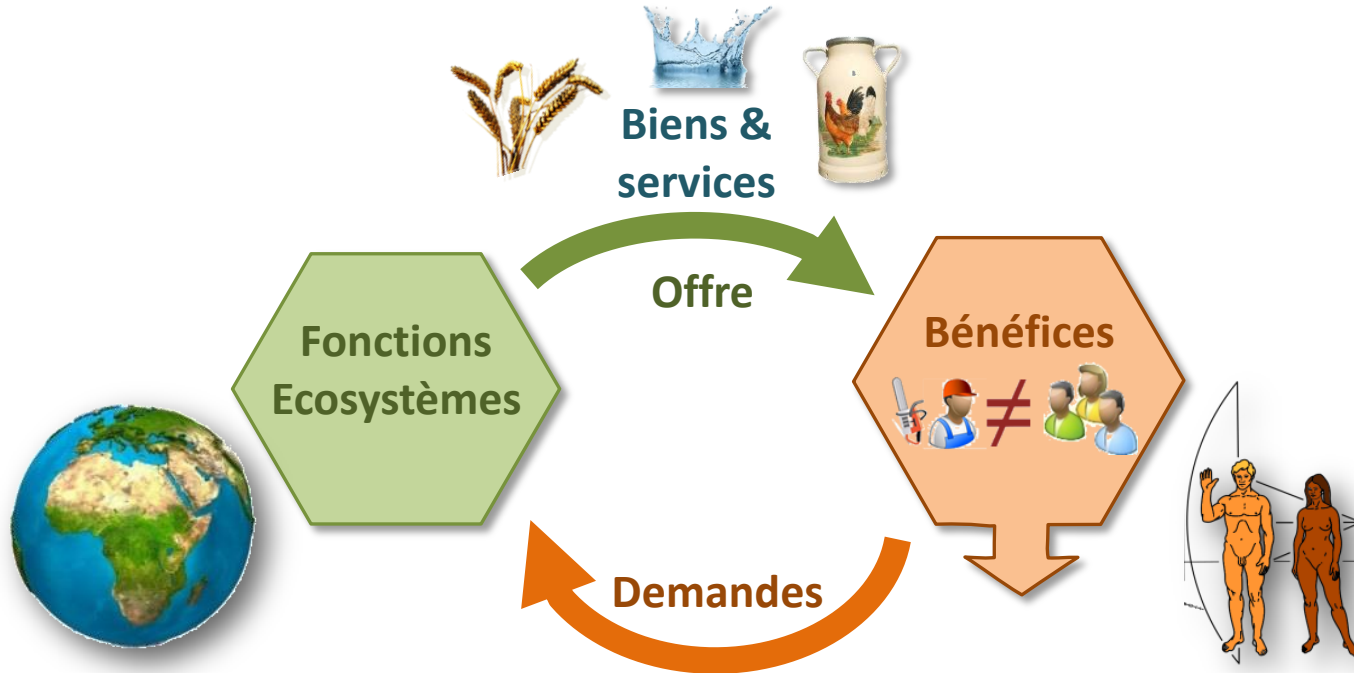 Biens &
services
Offre
Fonctions
Ecosystèmes
Bénéfices
≠
Demandes